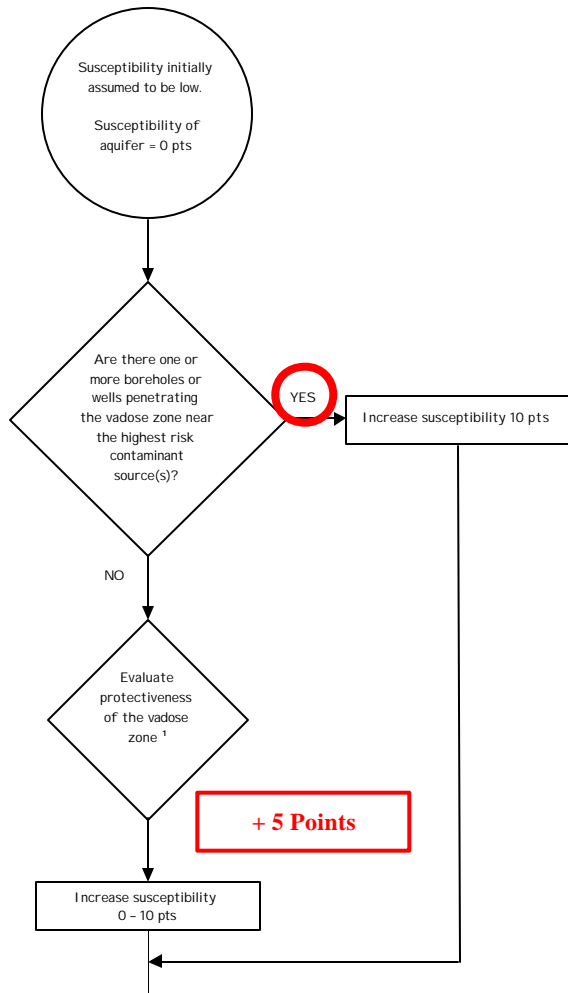 Susceptibility initially
assumed to be low.
Susceptibility of
aquifer = 0 pts
Are there one or
more boreholes or
wells penetrating
the vadose zone near
the highest risk
contaminant
source(s)?
YES
Increase susceptibility 10 pts
NO
Evaluate
protectiveness
of the vadose
zone ¹
+ 5 Points
Increase susceptibility
0 – 10 pts